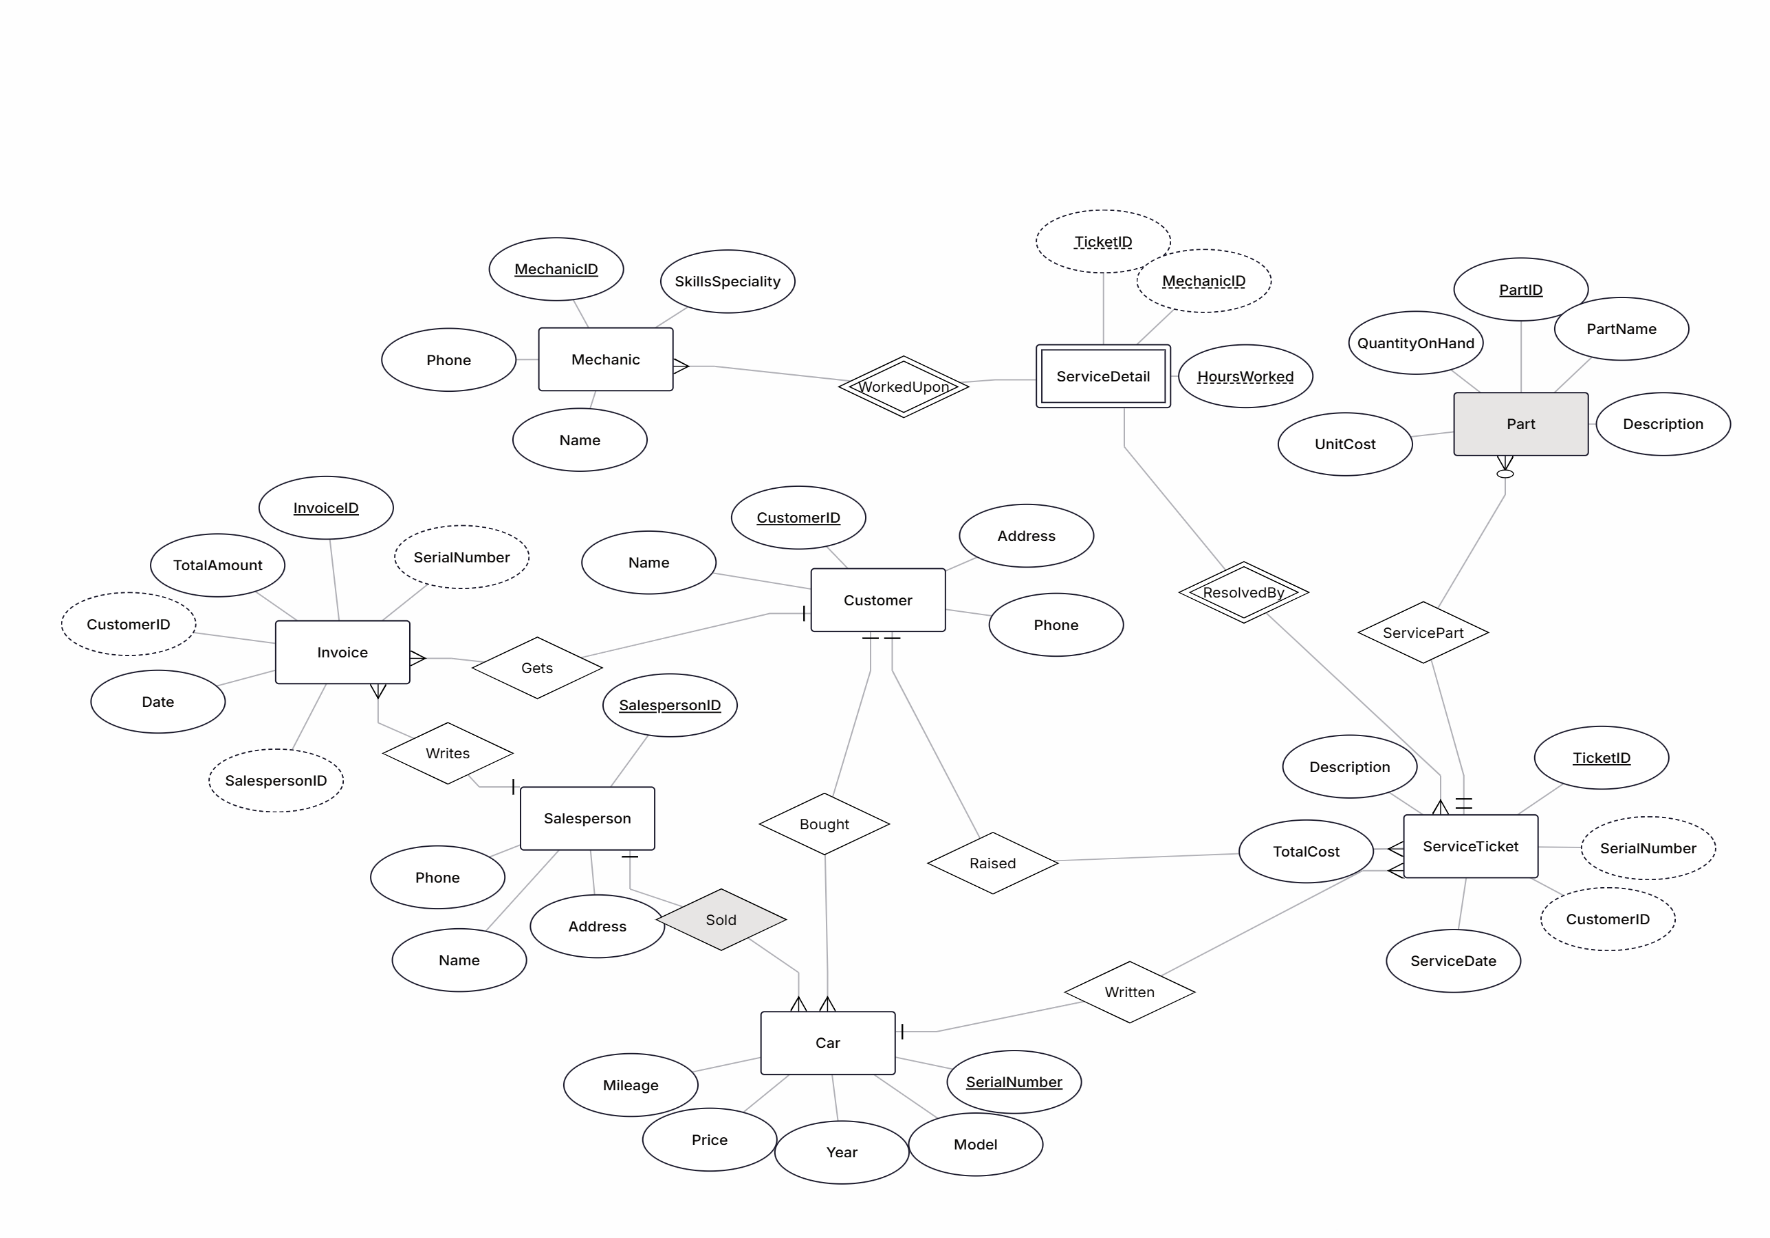 TicketID
MechanicID
SkillsSpeciality
MechanicID
PartID
PartName
QuantityOnHand
Phone
Mechanic
WorkedUpon
ServiceDetail
HoursWorked
Part
Description
UnitCost
Name
InvoiceID
CustomerID
Address
SerialNumber
TotalAmount
Name
Customer
ResolvedBy
CustomerID
Phone
ServicePart
Invoice
Gets
Date
SalespersonID
Writes
SalespersonID
Description
TicketID
Salesperson
Bought
ServiceTicket
SerialNumber
TotalCost
Raised
Phone
Sold
Address
CustomerID
Name
ServiceDate
Written
Car
Mileage
SerialNumber
Price
Year
Model